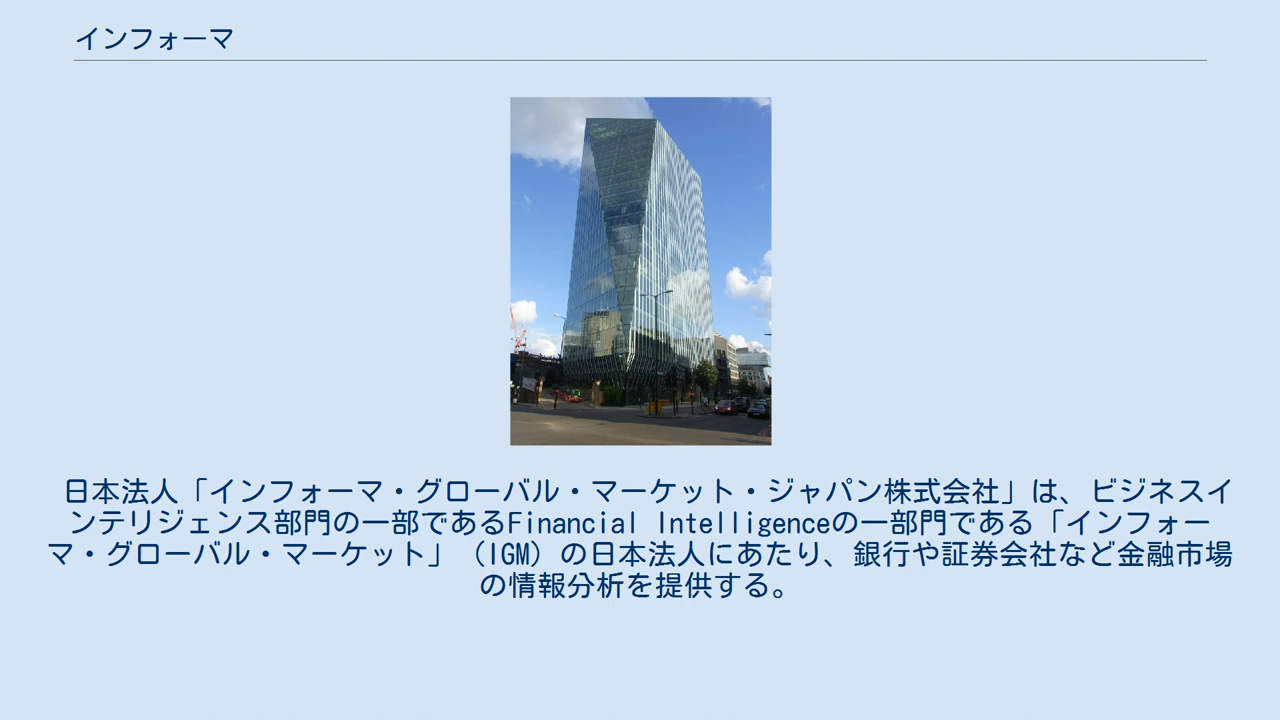 インフォーマ
日本法人「インフォーマ・グローバル・マーケット・ジャパン株式会社」は、ビジネスイ
ンテリジェンス部門の一部であるFinancial Intelligenceの一部門である「インフォー
マ・グローバル・マーケット」（IGM）の日本法人にあたり、銀行や証券会社など金融市場
の情報分析を提供する。